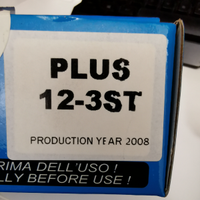 PLUS
12-3ST
PRODUCTION YEAR 2008
RIMA DELL'USO !
LLY BEFORE USE !